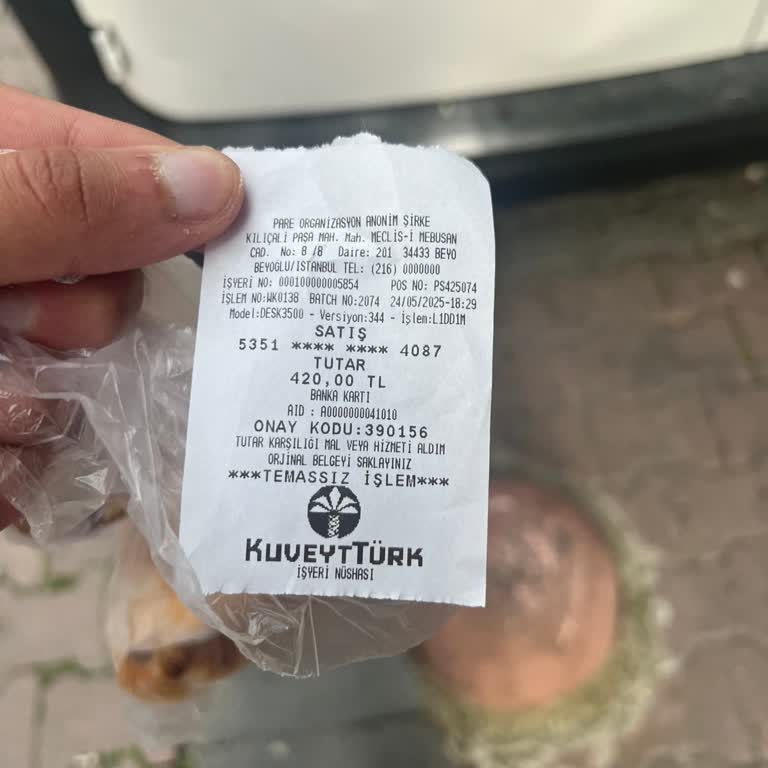 PARE ORGANİZASYON ANONİM ŞİRKE
KILIÇALİ PAŞA MAH. Mah. MECLİS-İ MEBUSAN
CAD. No: 8 /8 Daire: 201 34433 BEYO
BEYOĞLU/İSTANBUL TEL: (216) 0000000
İŞYERİ NO: 000100000005854 POS NO: PS425074
İŞLEM NO:WK0138 BATCH NO:2074 24/05/2025-18:29
Model:DESK3500 - Versiyon:344 - İşlem:L1DD1M
SATIŞ
5351 **** **** 4087
TUTAR
420,00 TL
BANKA KARTI
AID : A0000000041010
ONAY KODU:390156
TUTAR KARŞILIĞI MAL VEYA HİZMETİ ALDIM
ORJİNAL BELGEYİ SAKLAYINIZ
***TEMASSIZ İŞLEM***
KUVEYTTÜRK
İŞYERİ NÜSHASI